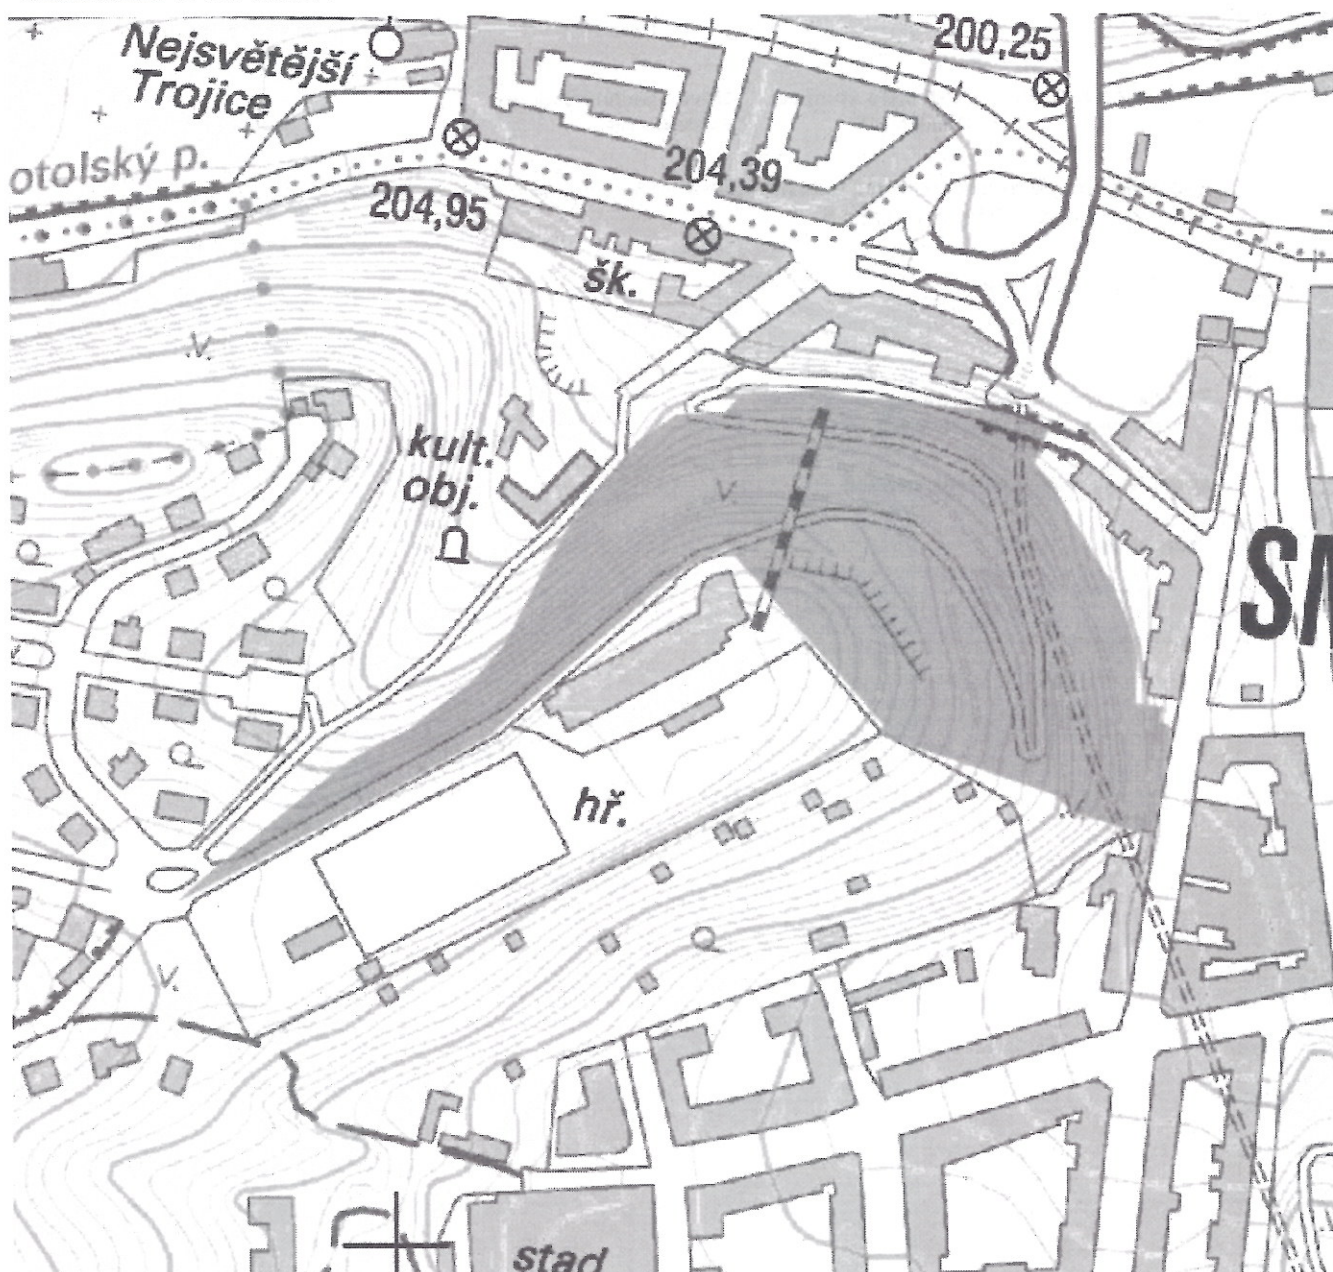 Nejsvětější
Trojice
200,25
otolský p.
204,39
204,95
šk.
kult.
obj.
hř.
stad